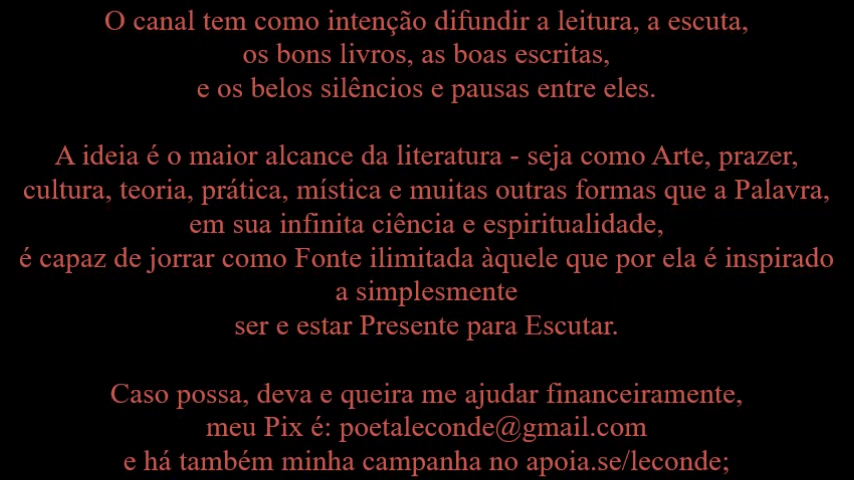 O canal tem como intenção difundir a leitura, a escuta,
os bons livros, as boas escritas,
e os belos silêncios e pausas entre eles.
A ideia é o maior alcance da literatura - seja como Arte, prazer,
cultura, teoria, prática, mística e muitas outras formas que a Palavra,
em sua infinita ciência e espiritualidade,
é capaz de jorrar como Fonte ilimitada àquele que por ela é inspirado
a simplesmente
ser e estar Presente para Escutar.
Caso possa, deva e queira me ajudar financeiramente,
meu Pix é: poetaleconde@gmail.com
e há também minha campanha no apoia.se/leconde;